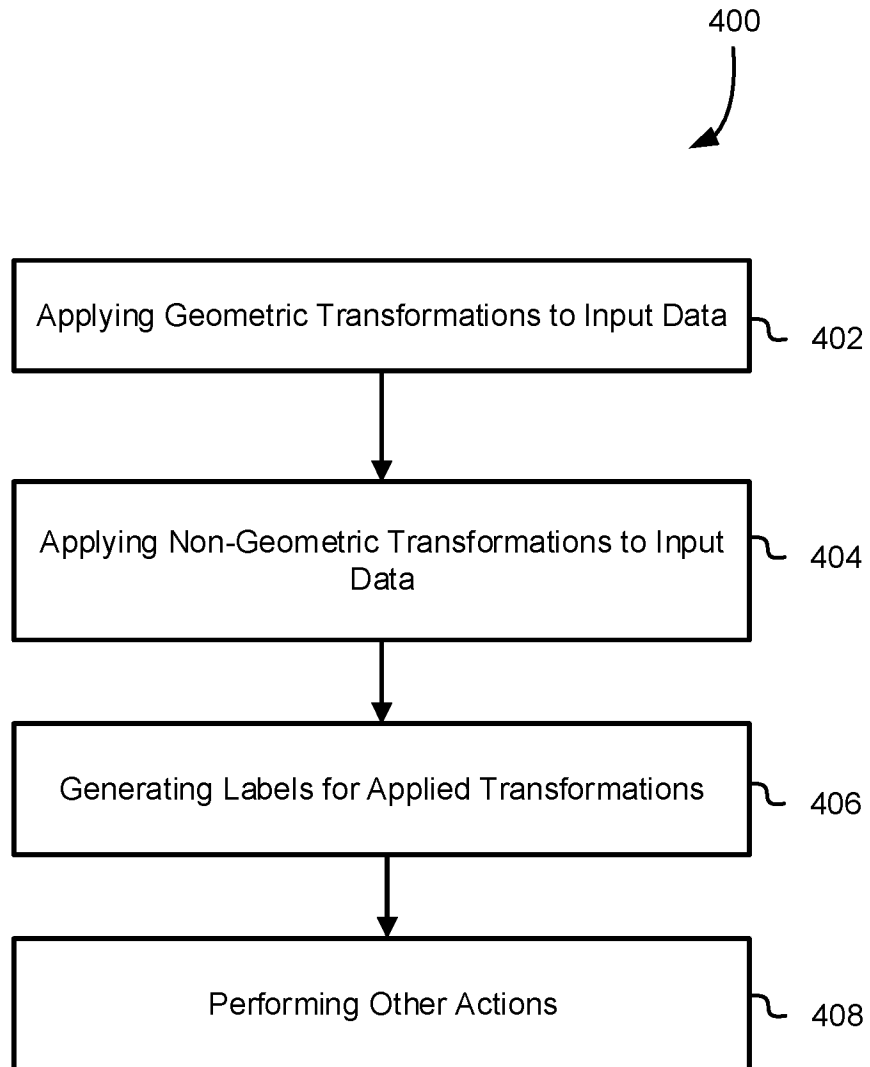 400
Applying Geometric Transformations to Input Data
402
Applying Non-Geometric Transformations to Input
Data
404
Generating Labels for Applied Transformations
406
Performing Other Actions
408